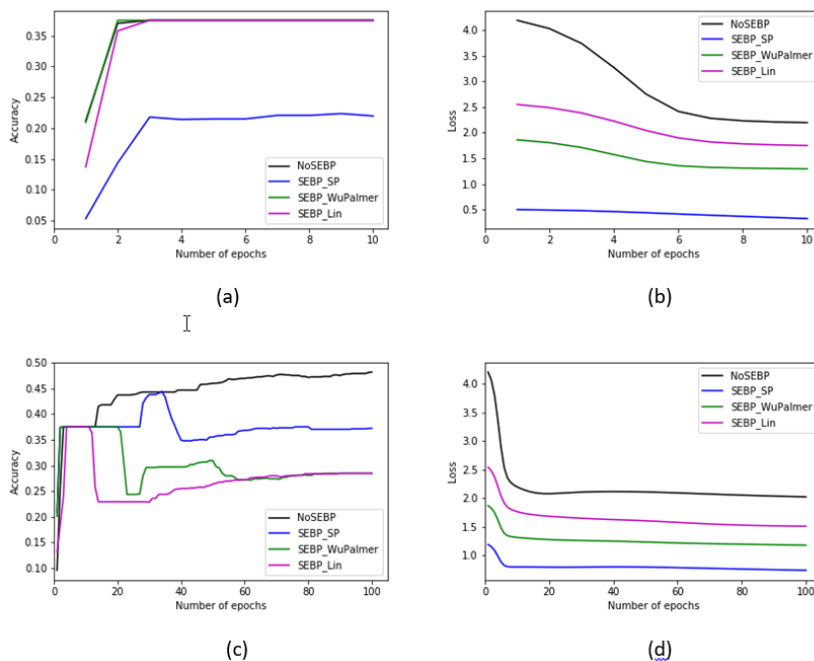 0.35
0.30
0.25
0.20
0.15
0.10
0.05
Accuracy
0 2 4 6 8 10
Number of epochs
NoSEBP
SEBP_SP
SEBP_WuPalmer
SEBP_Lin
(a)
4.0
3.5
3.0
2.5
2.0
1.5
1.0
0.5
Loss
0 2 4 6 8 10
Number of epochs
NoSEBP
SEBP_SP
SEBP_WuPalmer
SEBP_Lin
(b)
0.50
0.45
0.40
0.35
0.30
0.25
0.20
0.15
0.10
Accuracy
0 20 40 60 80 100
Number of epochs
NoSEBP
SEBP_SP
SEBP_WuPalmer
SEBP_Lin
(c)
4.0
3.5
3.0
2.5
2.0
1.5
1.0
Loss
0 20 40 60 80 100
Number of epochs
NoSEBP
SEBP_SP
SEBP_WuPalmer
SEBP_Lin
(d)